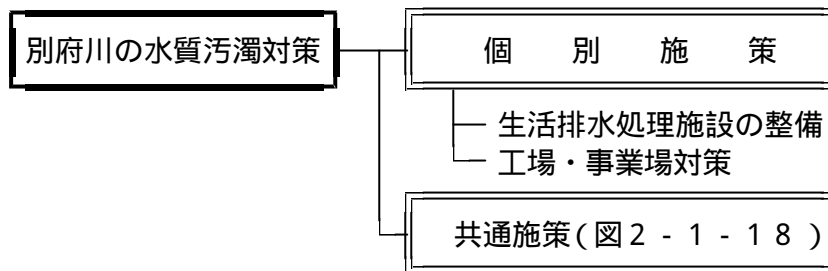 別府川の水質汚濁対策
個別施策
生活排水処理施設の整備
工場・事業場対策
共通施策(図2-1-18)